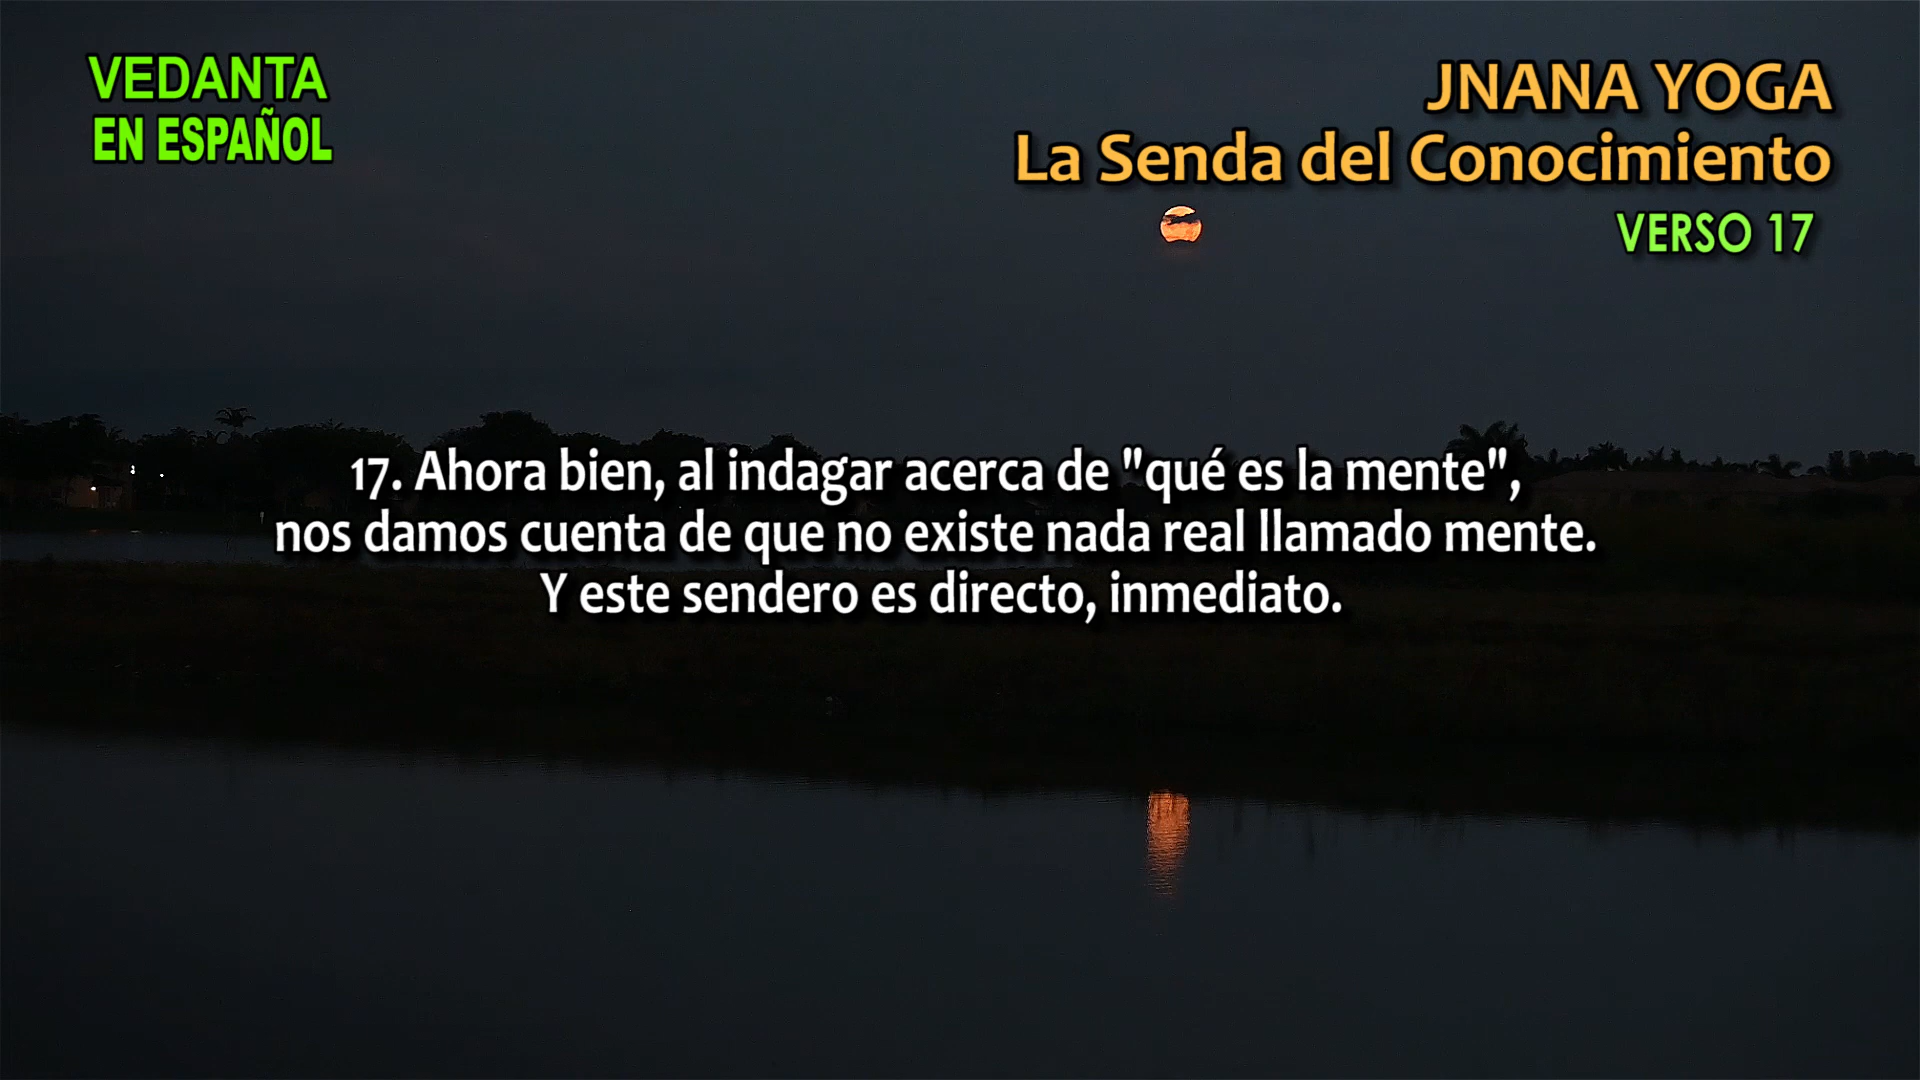 VEDANTA
EN ESPAÑOL
JNANA YOGA
La Senda del Conocimiento
VERSO 17
17. Ahora bien, al indagar acerca de "qué es la mente",
nos damos cuenta de que no existe nada real llamado mente.
Y este sendero es directo, inmediato.